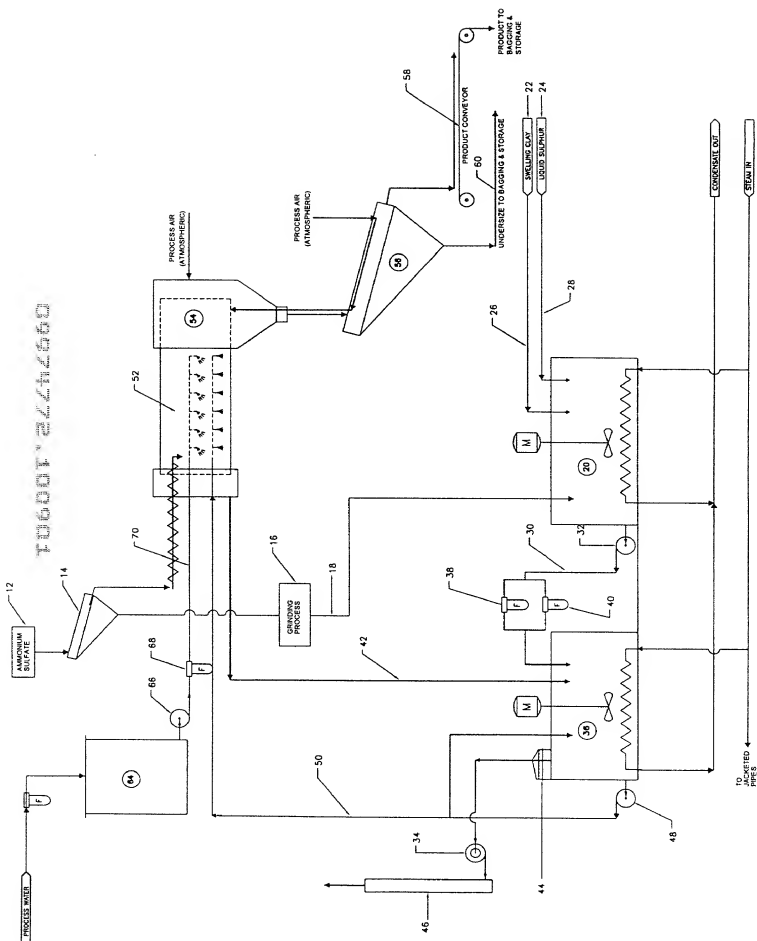 PROCESS WATER
F
64
66
68
F
70
12
AMMONIUM
SULFATE
14
16
GRINDING
PROCESS
18
52
54
PROCESS AIR
(ATMOSPHERIC)
PROCESS AIR
(ATMOSPHERIC)
56
58
PRODUCT CONVEYOR
PRODUCT TO
BAGGING &
STORAGE
60
UNDERSIZE TO BAGGING & STORAGE
22
SWELLING CLAY
24
LIQUID SULPHUR
26
28
M
20
32
30
38
F
F
40
42
M
36
50
34
46
44
48
CONDENSATE OUT
STEAM IN
TO
JACKETED
PIPES